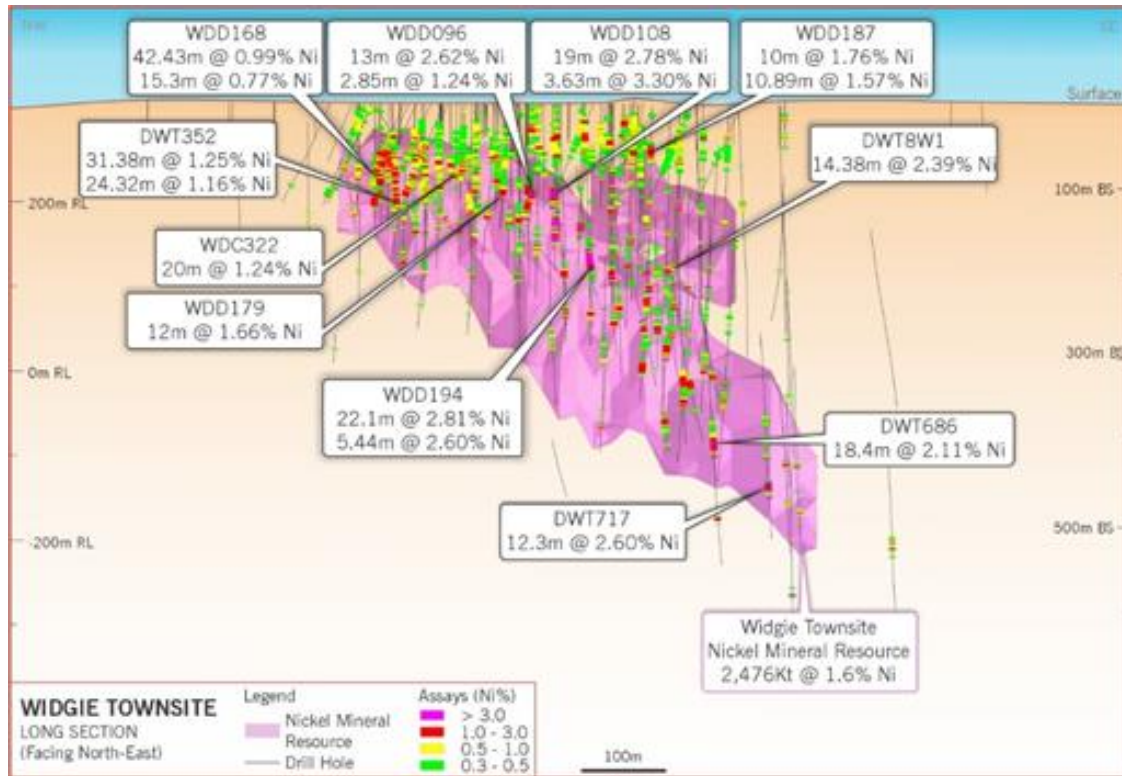 NW
SE
WDD168
42.43m @ 0.99% Ni
15.3m @ 0.77% Ni
WDD096
13m @ 2.62% Ni
2.85m @ 1.24% Ni
WDD108
19m @ 2.78% Ni
3.63m @ 3.30% Ni
WDD187
10m @ 1.76% Ni
10.89m @ 1.57% Ni
Surface
DWT352
31.38m @ 1.25% Ni
24.32m @ 1.16% Ni
DWT8W1
14.38m @ 2.39% Ni
200m RL
100m BS
WDC322
20m @ 1.24% Ni
WDD179
12m @ 1.66% Ni
0m RL
300m BS
WDD194
22.1m @ 2.81% Ni
5.44m @ 2.60% Ni
DWT686
18.4m @ 2.11% Ni
DWT717
12.3m @ 2.60% Ni
-200m RL
500m BS
Widgie Townsite
Nickel Mineral Resource
2,476Kt @ 1.6% Ni
WIDGIE TOWNSITE
LONG SECTION
(Facing North-East)
Legend
Nickel Mineral
Resource
Drill Hole
Assays (Ni%)
> 3.0
1.0 - 3.0
0.5 - 1.0
0.3 - 0.5
100m